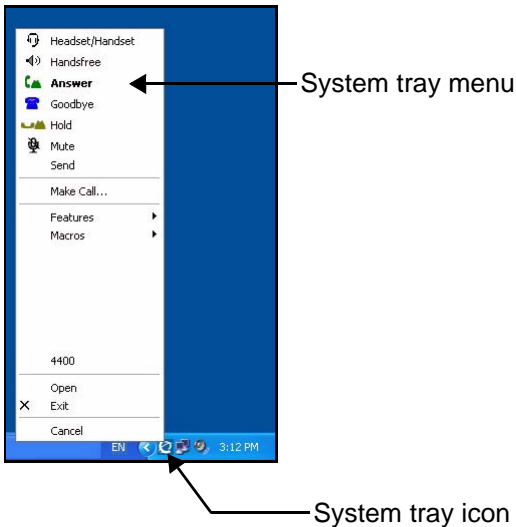 Headset/Handset
Handsfree
Answer
System tray menu
Goodbye
Hold
Mute
Send
Make Call...
Features
Macros
4400
Open
Exit
Cancel
EN
3:12 PM
System tray icon